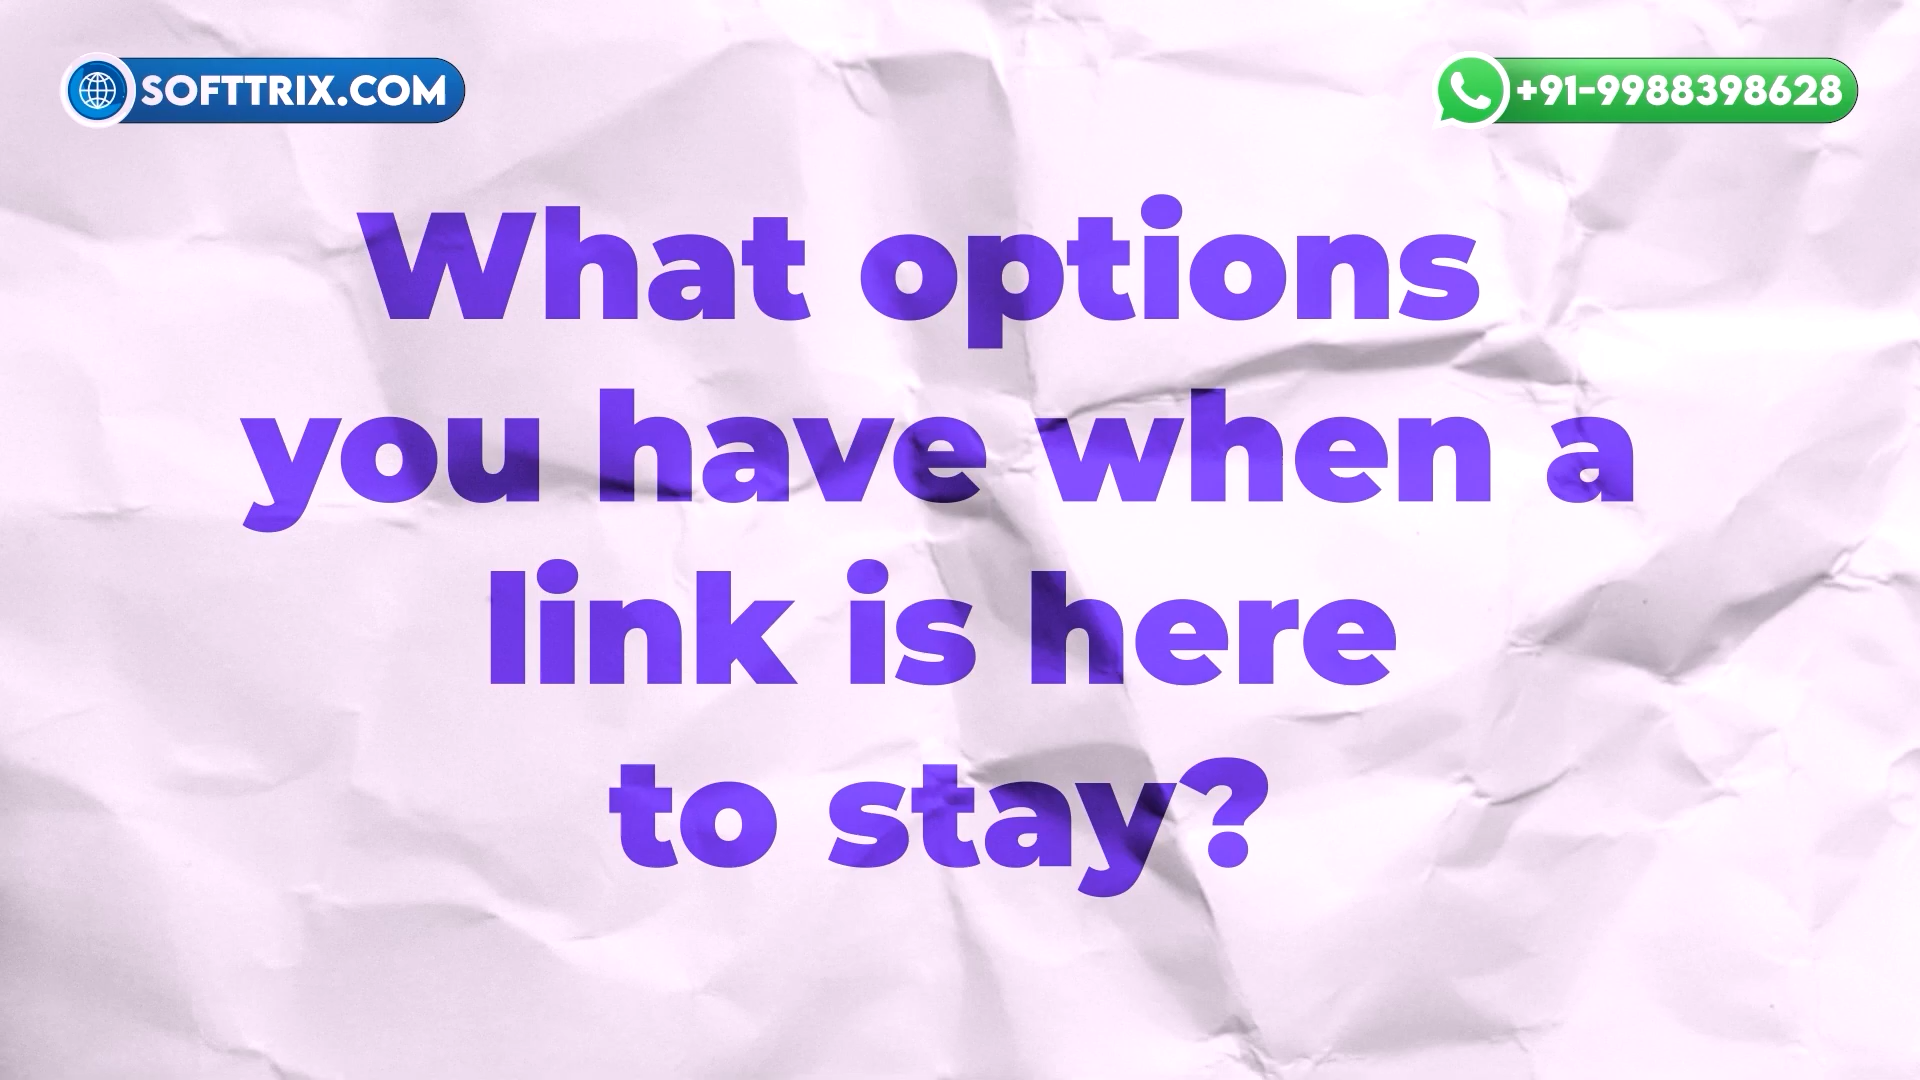 SOFTTRIX.COM
+91-9988398628
What options
you have when a
link is here
to stay?